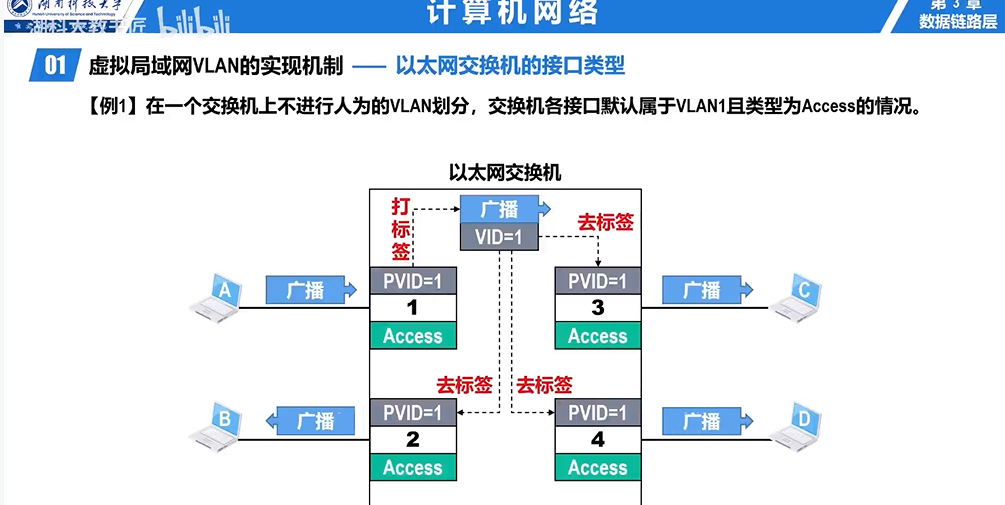 湖南科技大学
Hunan University of Science and Technology
湖科大教书匠 bilibili
计算机网络
第 3 章
数据链路层
01 虚拟局域网VLAN的实现机制 —— 以太网交换机的接口类型
【例1】在一个交换机上不进行人为的VLAN划分，交换机各接口默认属于VLAN1且类型为Access的情况。
以太网交换机
打标签
广播
VID=1
去标签
A
广播
PVID=1
1
Access
PVID=1
3
Access
广播
C
去标签
去标签
B
广播
PVID=1
2
Access
PVID=1
4
Access
广播
D